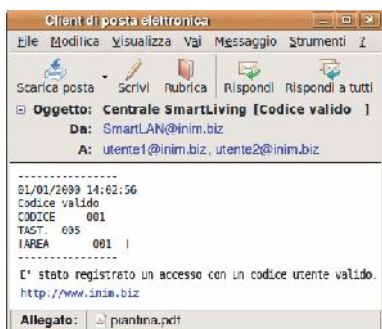 Client di posta elettronica
File Modifica Visualizza Vai Messaggio Strumenti ?
Scarica posta Scrivi Rubrica Rispondi Rispondi a tutti
Oggetto: Centrale SmartLiving [Codice valido ]
Da: SmartLAN@inim.biz
A: utente1@inim.biz, utente2@inim.biz
----------------
01/01/2000 14:02:56
Codice valido
CODICE 001
TAST. 005
IAREA 001 |
----------------
E' stato registrato un accesso con un codice utente valido.
http://www.inim.biz
Allegato: piantina.pdf